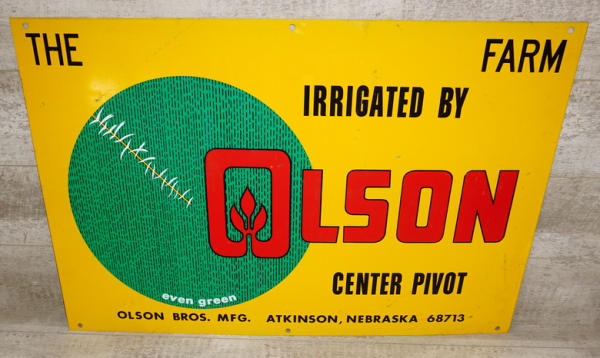 THE FARM
IRRIGATED BY
OLSON
CENTER PIVOT
even green
OLSON BROS. MFG. ATKINSON, NEBRASKA 68713